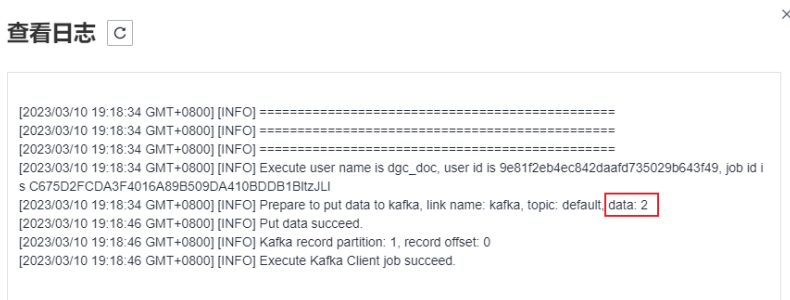 查看日志
[2023/03/10 19:18:34 GMT+0800] [INFO] ===============================================
[2023/03/10 19:18:34 GMT+0800] [INFO] ===============================================
[2023/03/10 19:18:34 GMT+0800] [INFO] ===============================================
[2023/03/10 19:18:34 GMT+0800] [INFO] Execute user name is dgc_doc, user id is 9e81f2eb4ec842daafd735029b643f49, job id i
s C675D2FCDA3F4016A89B509DA410BDDB1BltzJLI
[2023/03/10 19:18:34 GMT+0800] [INFO] Prepare to put data to kafka, link name: kafka, topic: default, data: 2
[2023/03/10 19:18:46 GMT+0800] [INFO] Put data succeed.
[2023/03/10 19:18:46 GMT+0800] [INFO] Kafka record partition: 1, record offset: 0
[2023/03/10 19:18:46 GMT+0800] [INFO] Execute Kafka Client job succeed.